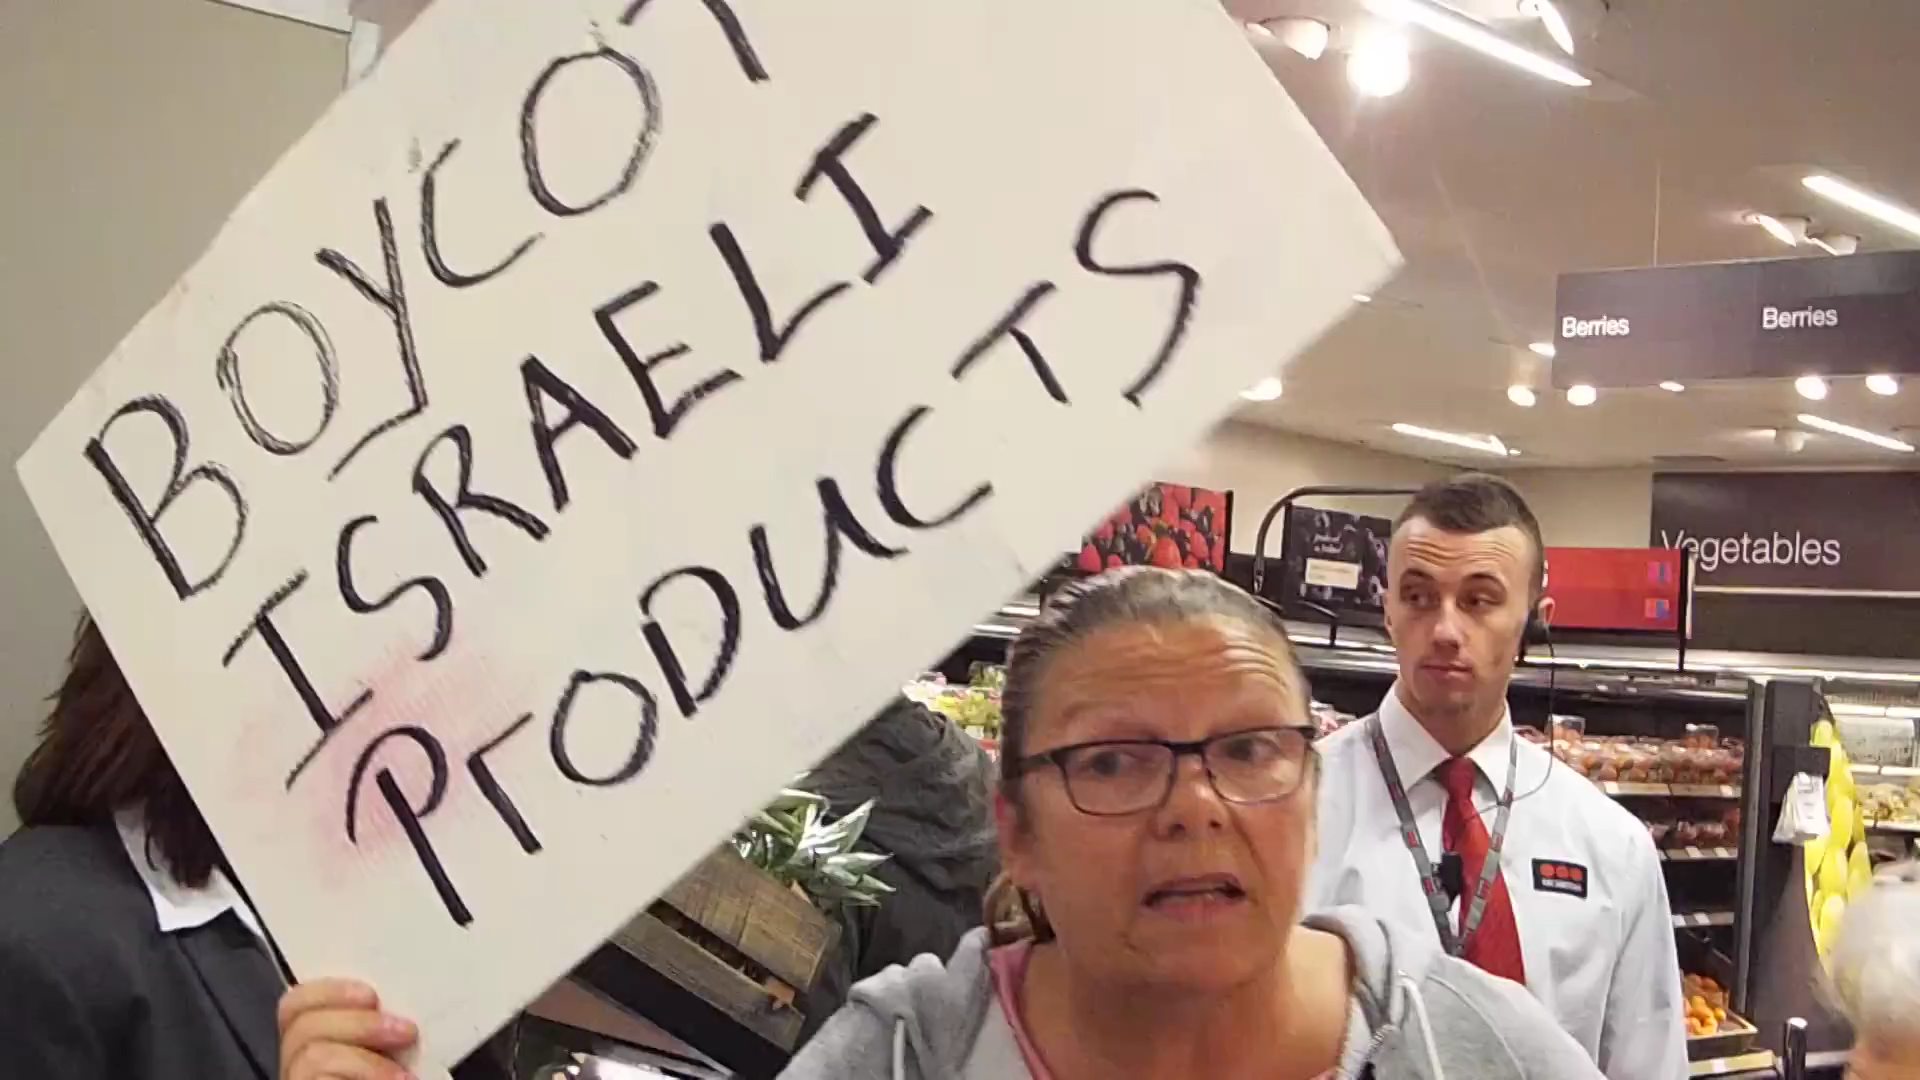 BOYCOT
ISRAELI
PrODUCTS
Berries
Berries
Vegetables